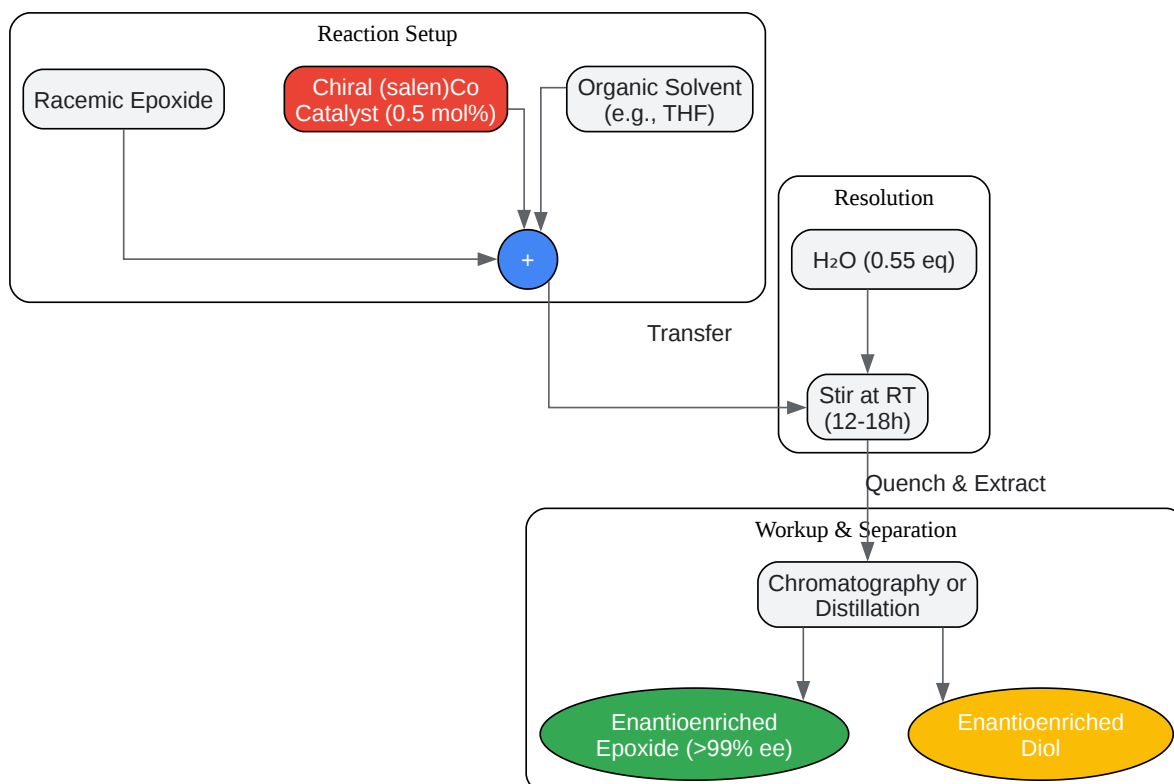 Reaction Setup
Racemic Epoxide
Chiral (salen)Co
Catalyst (0.5 mol%)
Organic Solvent
(e.g., THF)
+
Transfer
Resolution
H₂O (0.55 eq)
Stir at RT
(12-18h)
Quench & Extract
Workup & Separation
Chromatography or
Distillation
Enantioenriched
Epoxide (>99% ee)
Enantioenriched
Diol